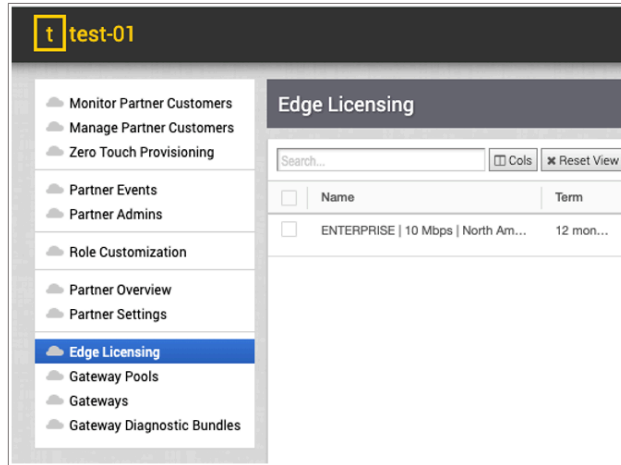 t test-01
Monitor Partner Customers
Manage Partner Customers
Zero Touch Provisioning
Partner Events
Partner Admins
Role Customization
Partner Overview
Partner Settings
Edge Licensing
Gateway Pools
Gateways
Gateway Diagnostic Bundles
Edge Licensing
Search... Cols Reset View
Name Term
ENTERPRISE | 10 Mbps | North Am... 12 mon...